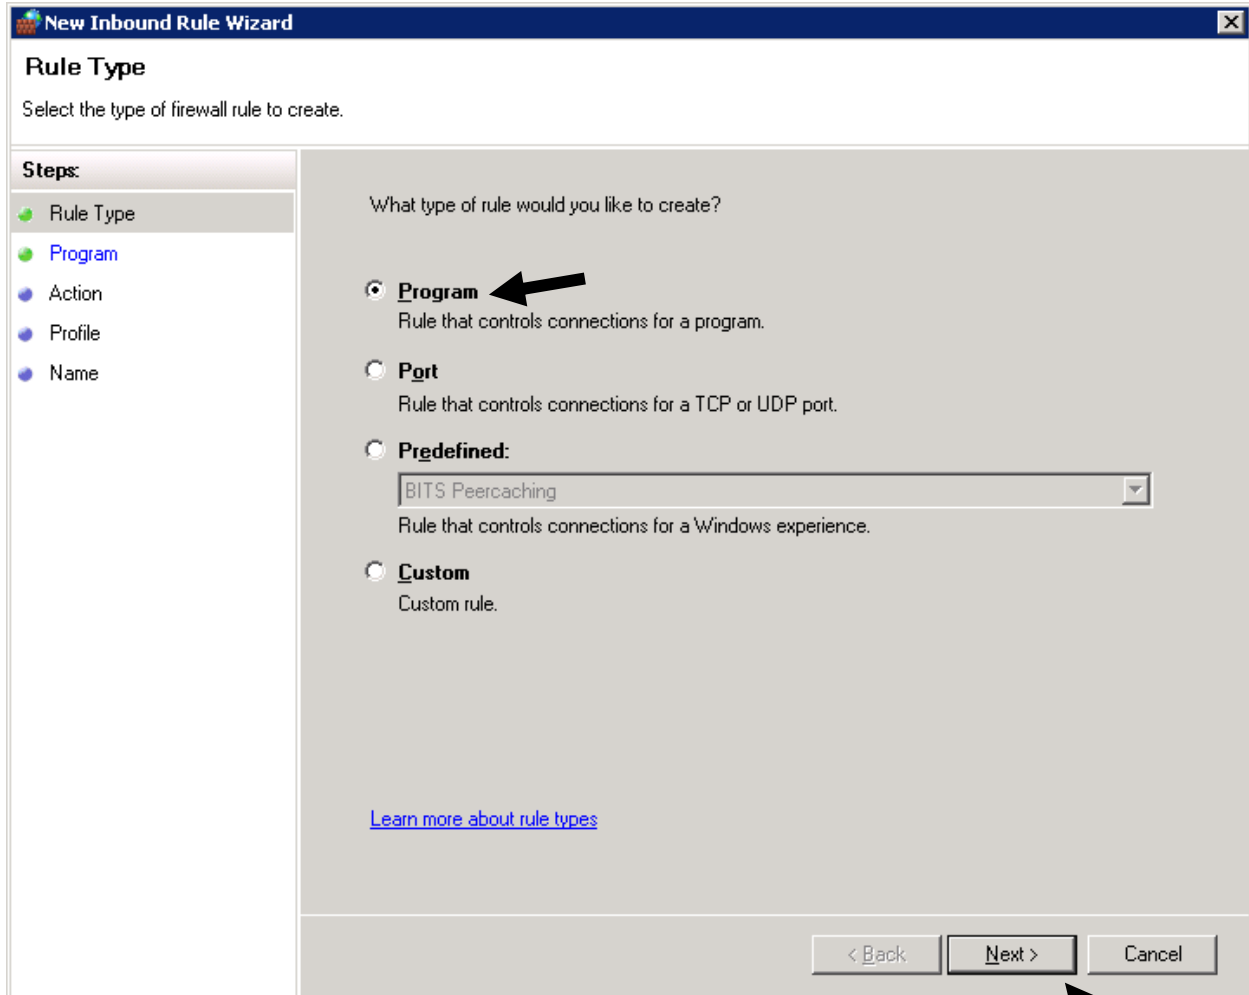 New Inbound Rule Wizard
Rule Type
Select the type of firewall rule to create.
Steps:
Rule Type
Program
Action
Profile
Name
What type of rule would you like to create?
Program
Rule that controls connections for a program.
Port
Rule that controls connections for a TCP or UDP port.
Predefined:
BITS Peercaching
Rule that controls connections for a Windows experience.
Custom
Custom rule.
Learn more about rule types
< Back Next > Cancel